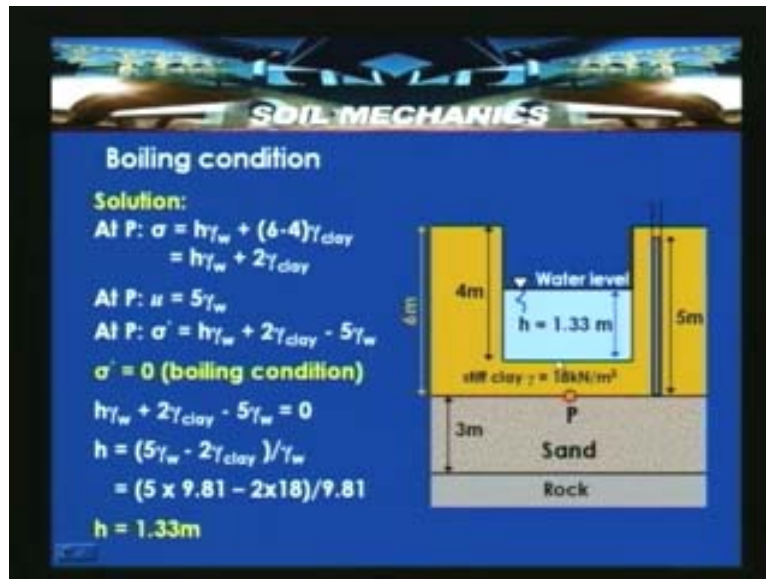 SOIL MECHANICS
Boiling condition
Solution:
At P: σ = hγw + (6-4)γclay
= hγw + 2γclay
At P: u = 5γw
At P: σ' = hγw + 2γclay - 5γw
σ' = 0 (boiling condition)
hγw + 2γclay - 5γw = 0
h = (5γw - 2γclay )/γw
= (5 x 9.81 – 2x18)/9.81
h = 1.33m
Water level
4m
6m
h = 1.33 m
5m
stiff clay γ = 18kN/m³
P
3m
Sand
Rock